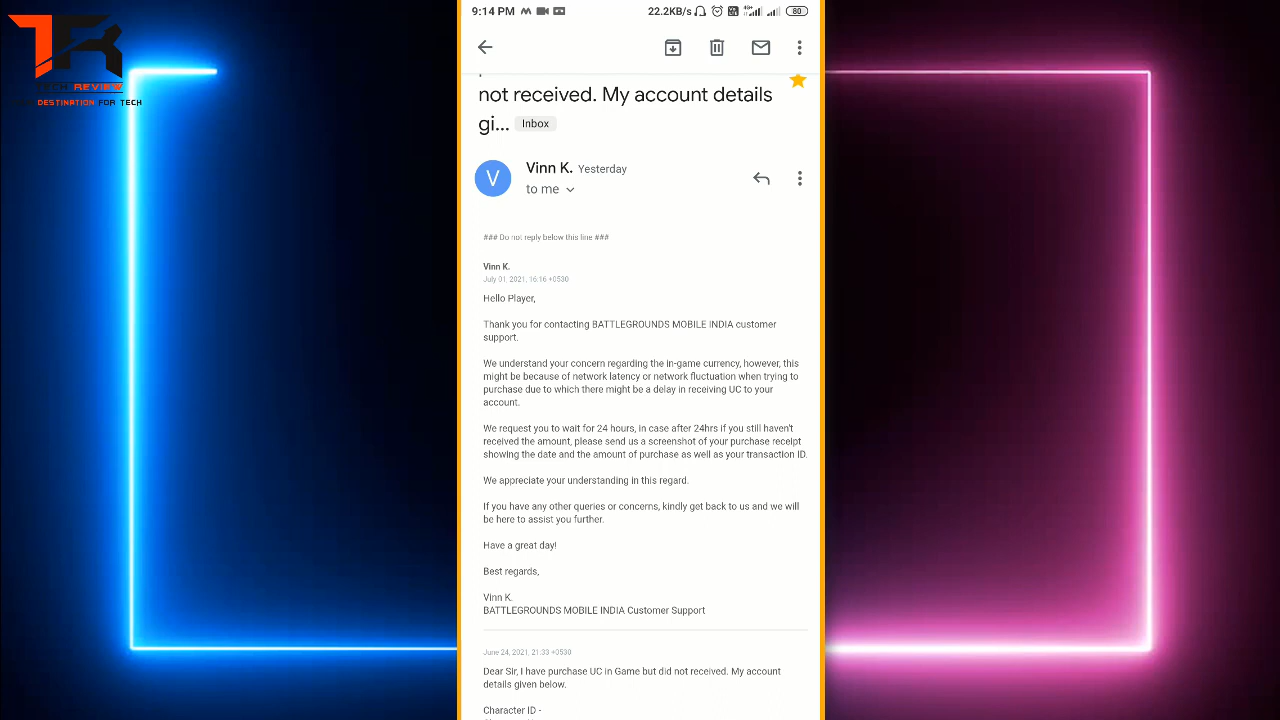 9:14 PM
22.2KB/s
4G+
80
TECH REVIEW
DESTINATION FOR TECH
not received. My account details
gi... Inbox
V
Vinn K. Yesterday
to me
### Do not reply below this line ###
Vinn K.
July 01, 2021, 16:16 +0530
Hello Player,
Thank you for contacting BATTLEGROUNDS MOBILE INDIA customer
support.
We understand your concern regarding the in-game currency, however, this
might be because of network latency or network fluctuation when trying to
purchase due to which there might be a delay in receiving UC to your
account.
We request you to wait for 24 hours, in case after 24hrs if you still haven't
received the amount, please send us a screenshot of your purchase receipt
showing the date and the amount of purchase as well as your transaction ID.
We appreciate your understanding in this regard.
If you have any other queries or concerns, kindly get back to us and we will
be here to assist you further.
Have a great day!
Best regards,
Vinn K.
BATTLEGROUNDS MOBILE INDIA Customer Support
June 24, 2021, 21:33 +0530
Dear Sir, I have purchase UC in Game but did not received. My account
details given below.
Character ID -